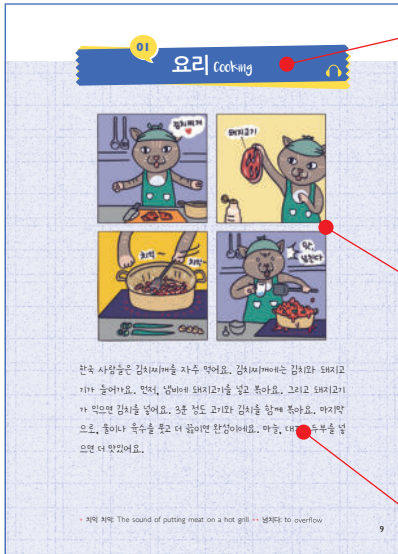 01
요리 Cooking
김치찌개
돼지고기
치익~
치익~
앗,
넘친다
한국 사람들은 김치찌개를 자주 먹어요. 김치찌개에는 김치와 돼지고
기가 들어가요. 먼저, 냄비에 돼지고기를 넣고 볶아요. 그리고 돼지고기
가 익으면 김치를 넣어요. 3분 정도 고기와 김치를 함께 볶아요. 마지막
으로, 물이나 육수를 붓고 더 끓이면 완성이에요. 마늘, 두부를 넣
으면 더 맛있어요.
• 치익 치익: The sound of putting meat on a hot grill •• 넘치다: to overflow
9